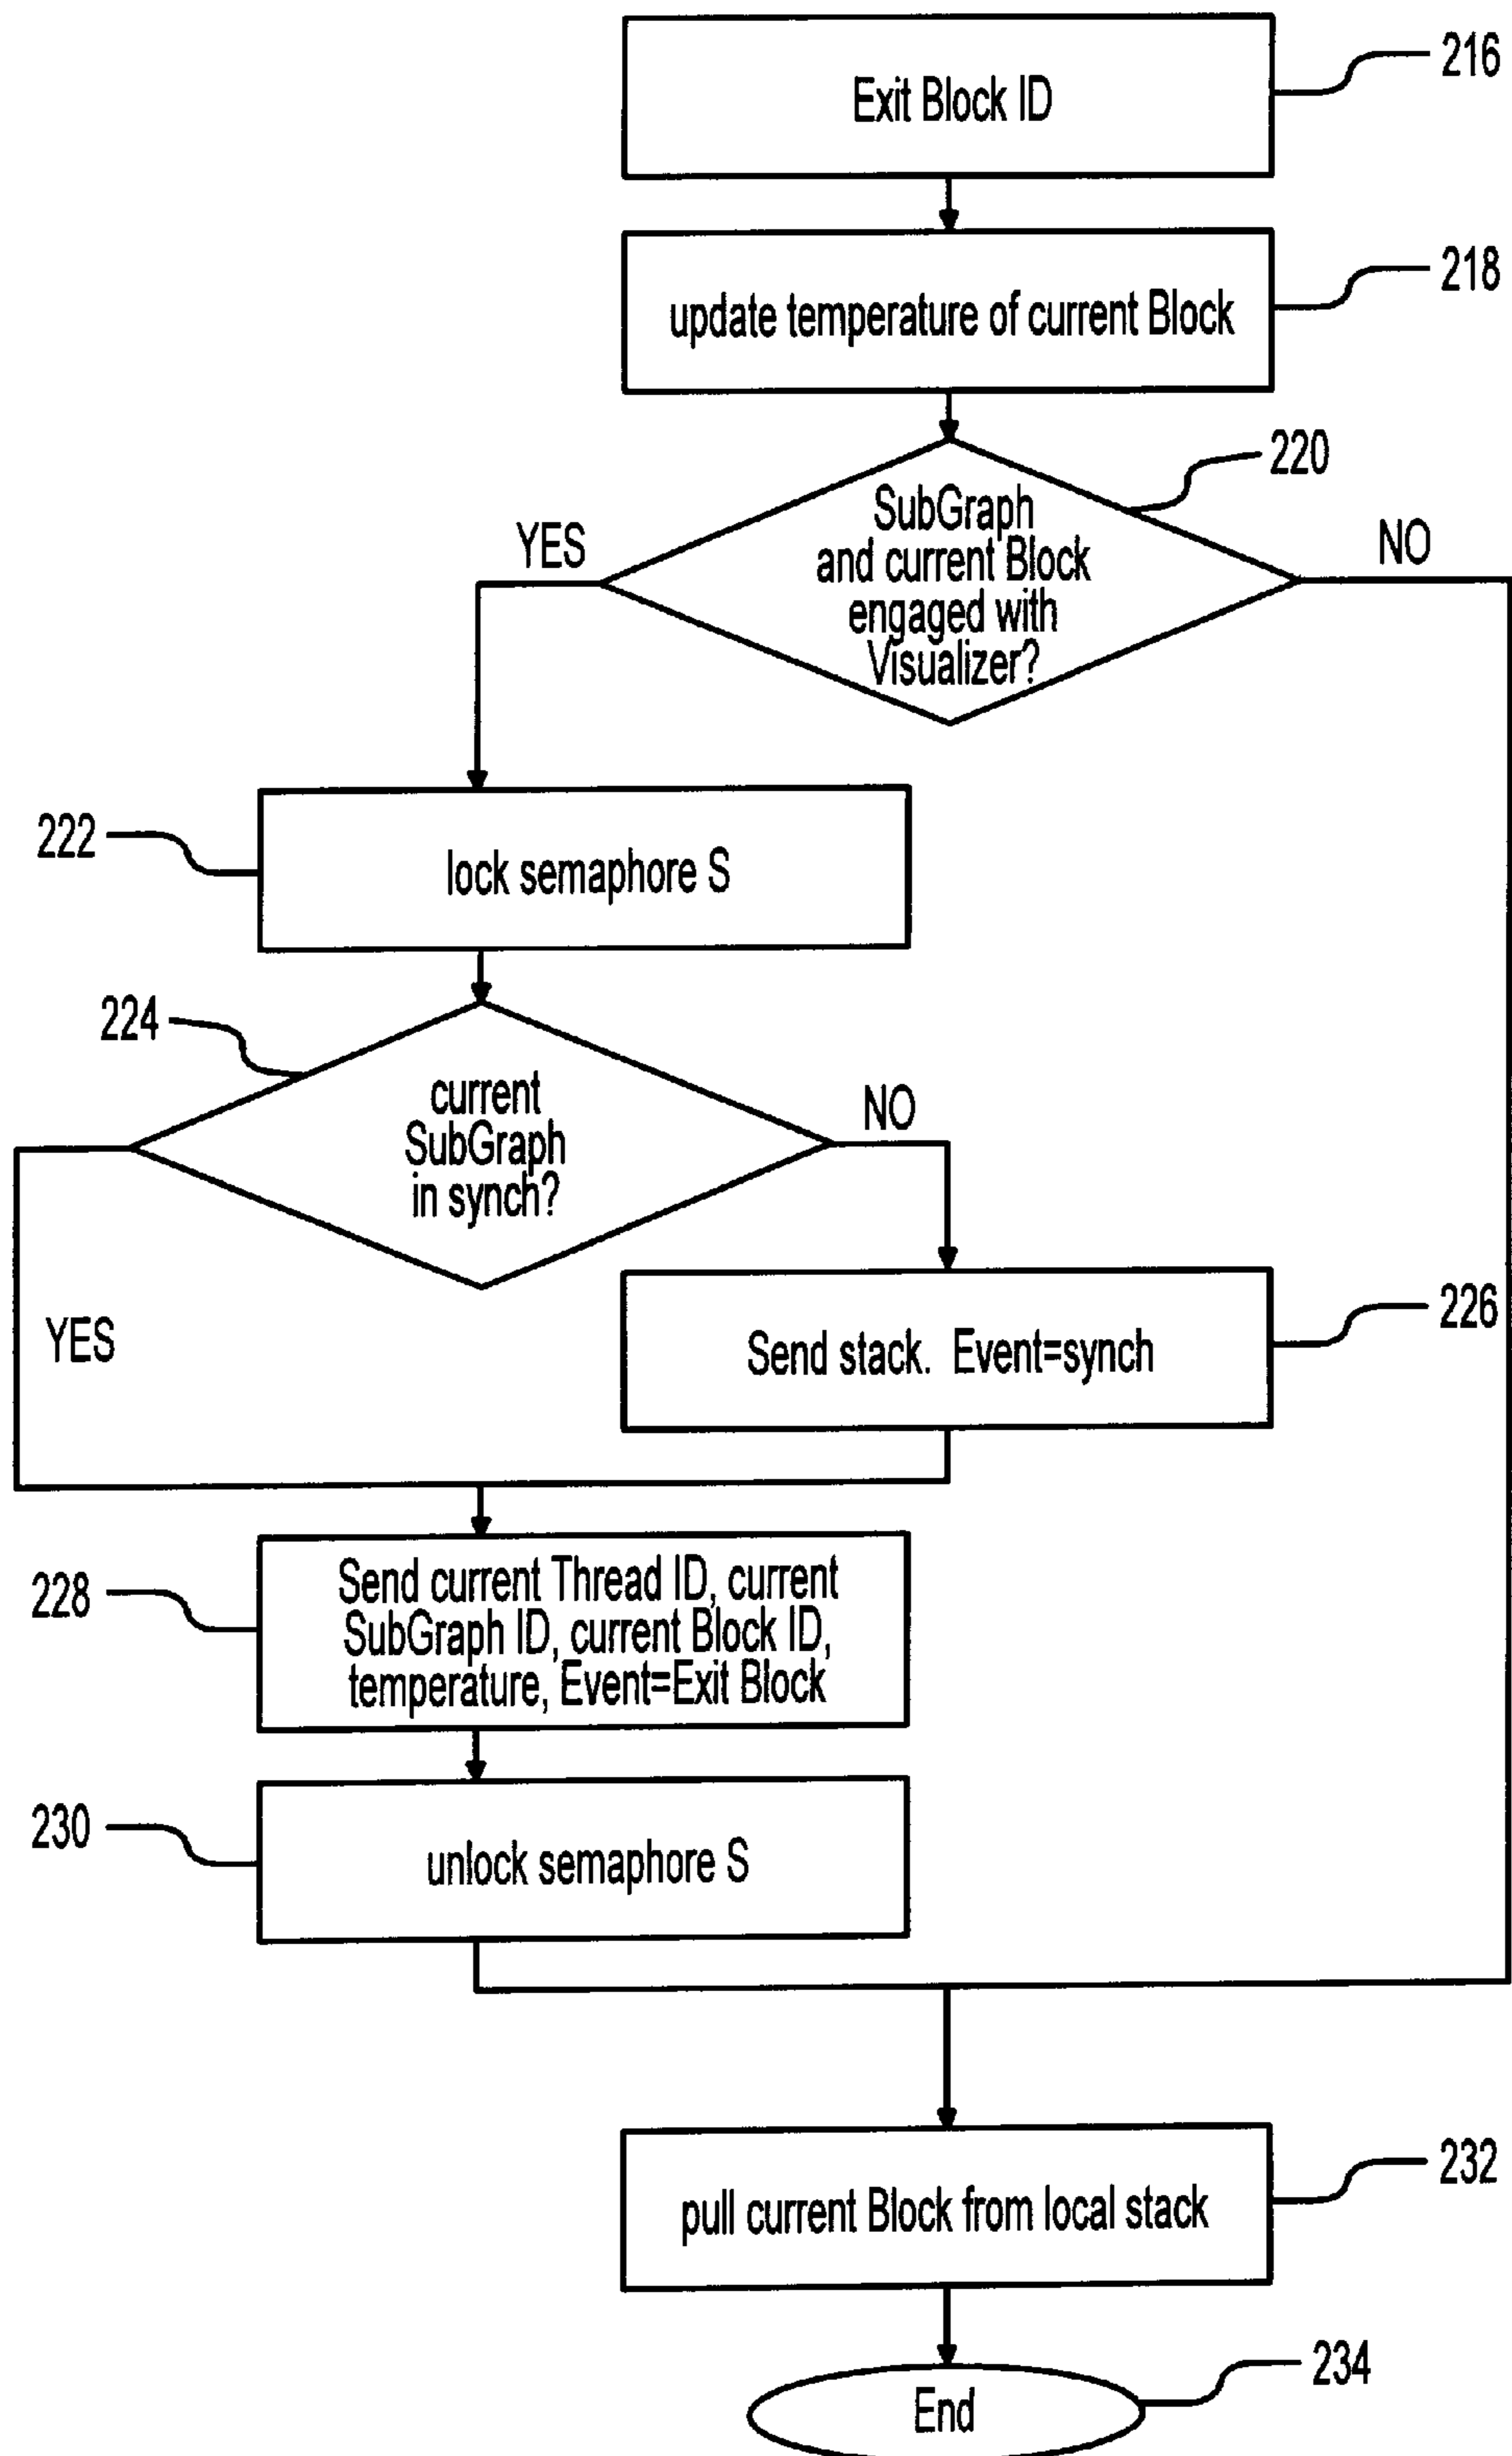 Exit Block ID
216
update temperature of current Block
218
220
SubGraph
and current Block
engaged with
Visualizer?
YES
NO
222
lock semaphore S
224
current
SubGraph
in synch?
NO
YES
Send stack.  Event=synch
226
228
Send current Thread ID, current
SubGraph ID, current Block ID,
temperature, Event=Exit Block
230
unlock semaphore S
pull current Block from local stack
232
End
234